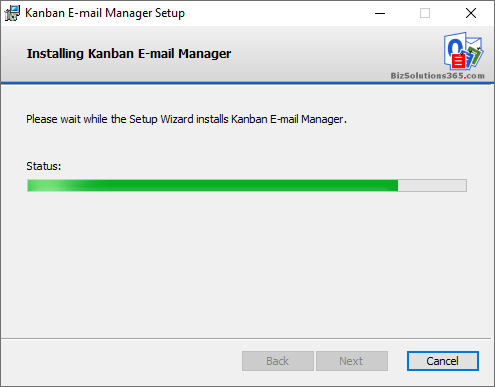 Kanban E-mail Manager Setup
Installing Kanban E-mail Manager
BizSolutions365.com
Please wait while the Setup Wizard installs Kanban E-mail Manager.
Status:
Back Next Cancel